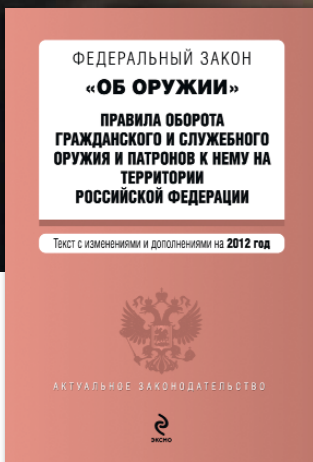 ФЕДЕРАЛЬНЫЙ ЗАКОН
«ОБ ОРУЖИИ»
ПРАВИЛА ОБОРОТА
ГРАЖДАНСКОГО И СЛУЖЕБНОГО
ОРУЖИЯ И ПАТРОНОВ К НЕМУ НА
ТЕРРИТОРИИ
РОССИЙСКОЙ ФЕДЕРАЦИИ
Текст с изменениями и дополнениями на 2012 год
АКТУАЛЬНОЕ ЗАКОНОДАТЕЛЬСТВО
ЭКСМО